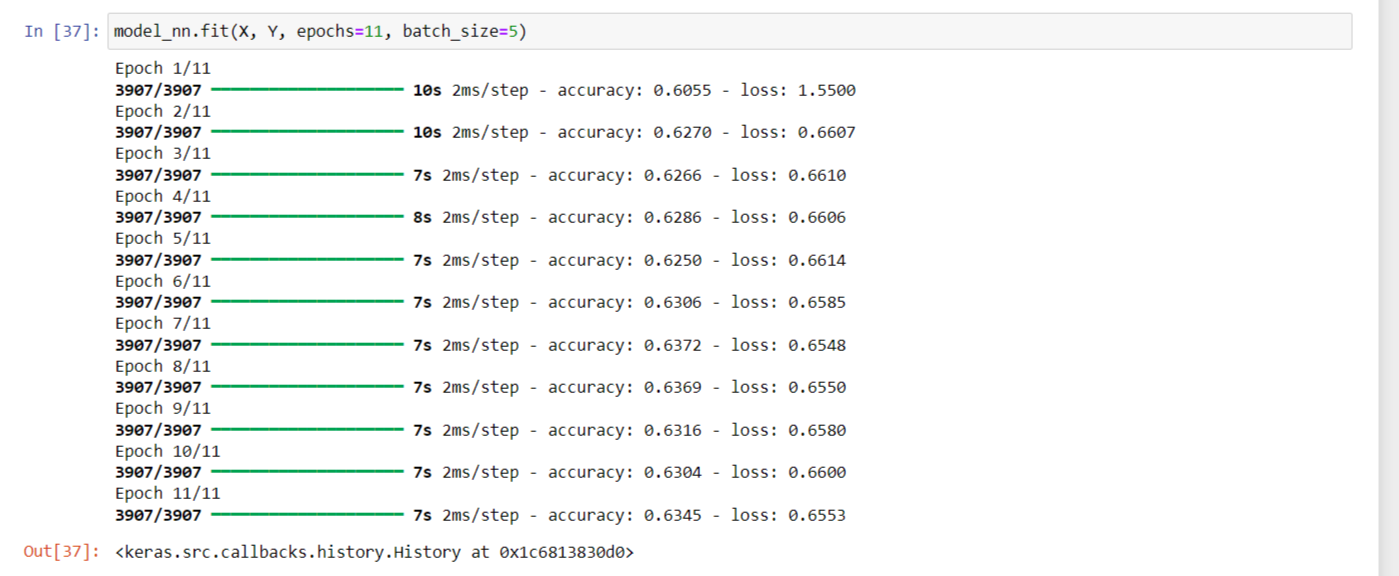 In [37]: model_nn.fit(X, Y, epochs=11, batch_size=5)
Epoch 1/11
3907/3907 10s 2ms/step - accuracy: 0.6055 - loss: 1.5500
Epoch 2/11
3907/3907 10s 2ms/step - accuracy: 0.6270 - loss: 0.6607
Epoch 3/11
3907/3907 7s 2ms/step - accuracy: 0.6266 - loss: 0.6610
Epoch 4/11
3907/3907 8s 2ms/step - accuracy: 0.6286 - loss: 0.6606
Epoch 5/11
3907/3907 7s 2ms/step - accuracy: 0.6250 - loss: 0.6614
Epoch 6/11
3907/3907 7s 2ms/step - accuracy: 0.6306 - loss: 0.6585
Epoch 7/11
3907/3907 7s 2ms/step - accuracy: 0.6372 - loss: 0.6548
Epoch 8/11
3907/3907 7s 2ms/step - accuracy: 0.6369 - loss: 0.6550
Epoch 9/11
3907/3907 7s 2ms/step - accuracy: 0.6316 - loss: 0.6580
Epoch 10/11
3907/3907 7s 2ms/step - accuracy: 0.6304 - loss: 0.6600
Epoch 11/11
3907/3907 7s 2ms/step - accuracy: 0.6345 - loss: 0.6553
Out[37]: <keras.src.callbacks.history.History at 0x1c6813830d0>